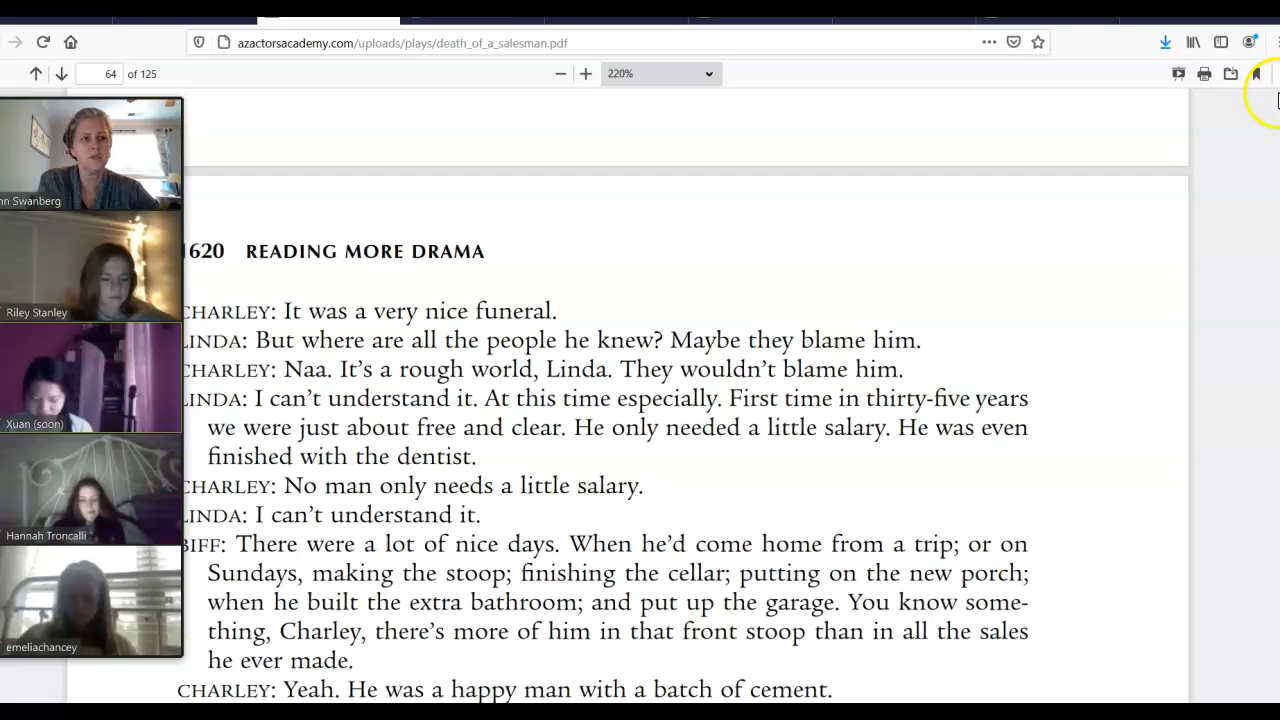 azactorsacademy.com/uploads/plays/death_of_a_salesman.pdf
64 of 125
220%
nn Swanberg
Riley Stanley
Xuan (soon)
Hannah Troncalli
emeliachancey
1620 READING MORE DRAMA
CHARLEY: It was a very nice funeral.
LINDA: But where are all the people he knew? Maybe they blame him.
CHARLEY: Naa. It's a rough world, Linda. They wouldn't blame him.
LINDA: I can't understand it. At this time especially. First time in thirty-five years
we were just about free and clear. He only needed a little salary. He was even
finished with the dentist.
CHARLEY: No man only needs a little salary.
LINDA: I can't understand it.
BIFF: There were a lot of nice days. When he'd come home from a trip; or on
Sundays, making the stoop; finishing the cellar; putting on the new porch;
when he built the extra bathroom; and put up the garage. You know some-
thing, Charley, there's more of him in that front stoop than in all the sales
he ever made.
CHARLEY: Yeah. He was a happy man with a batch of cement.